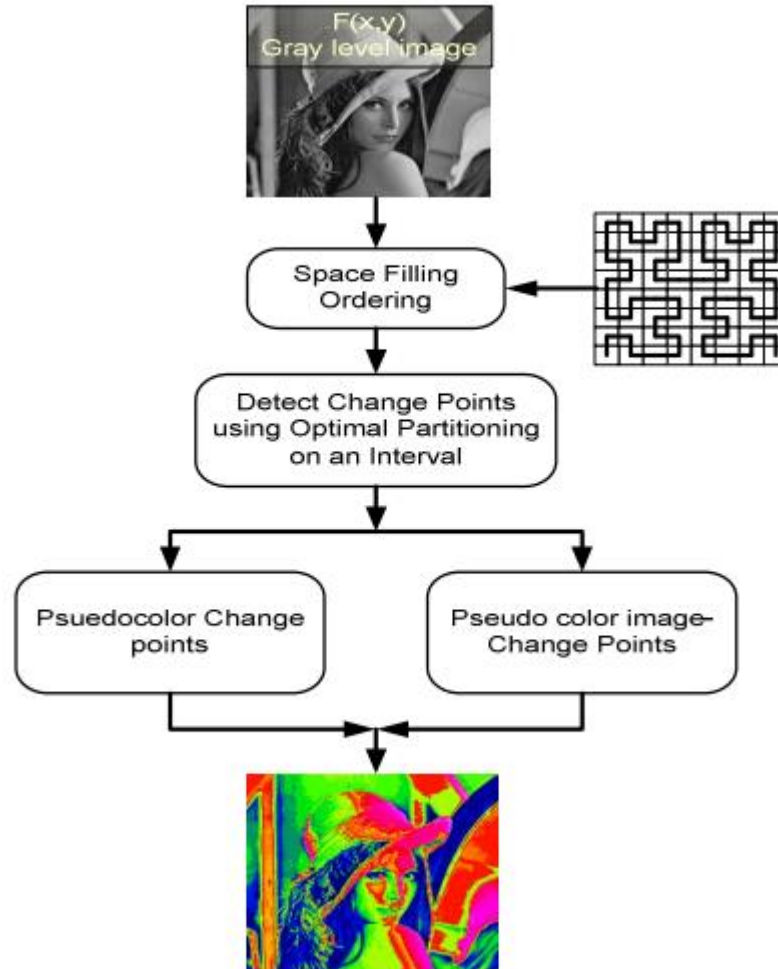 F(x,y)
Gray level image
Space Filling
Ordering
Detect Change Points
using Optimal Partitioning
on an Interval
Psuedocolor Change
points
Pseudo color image-
Change Points